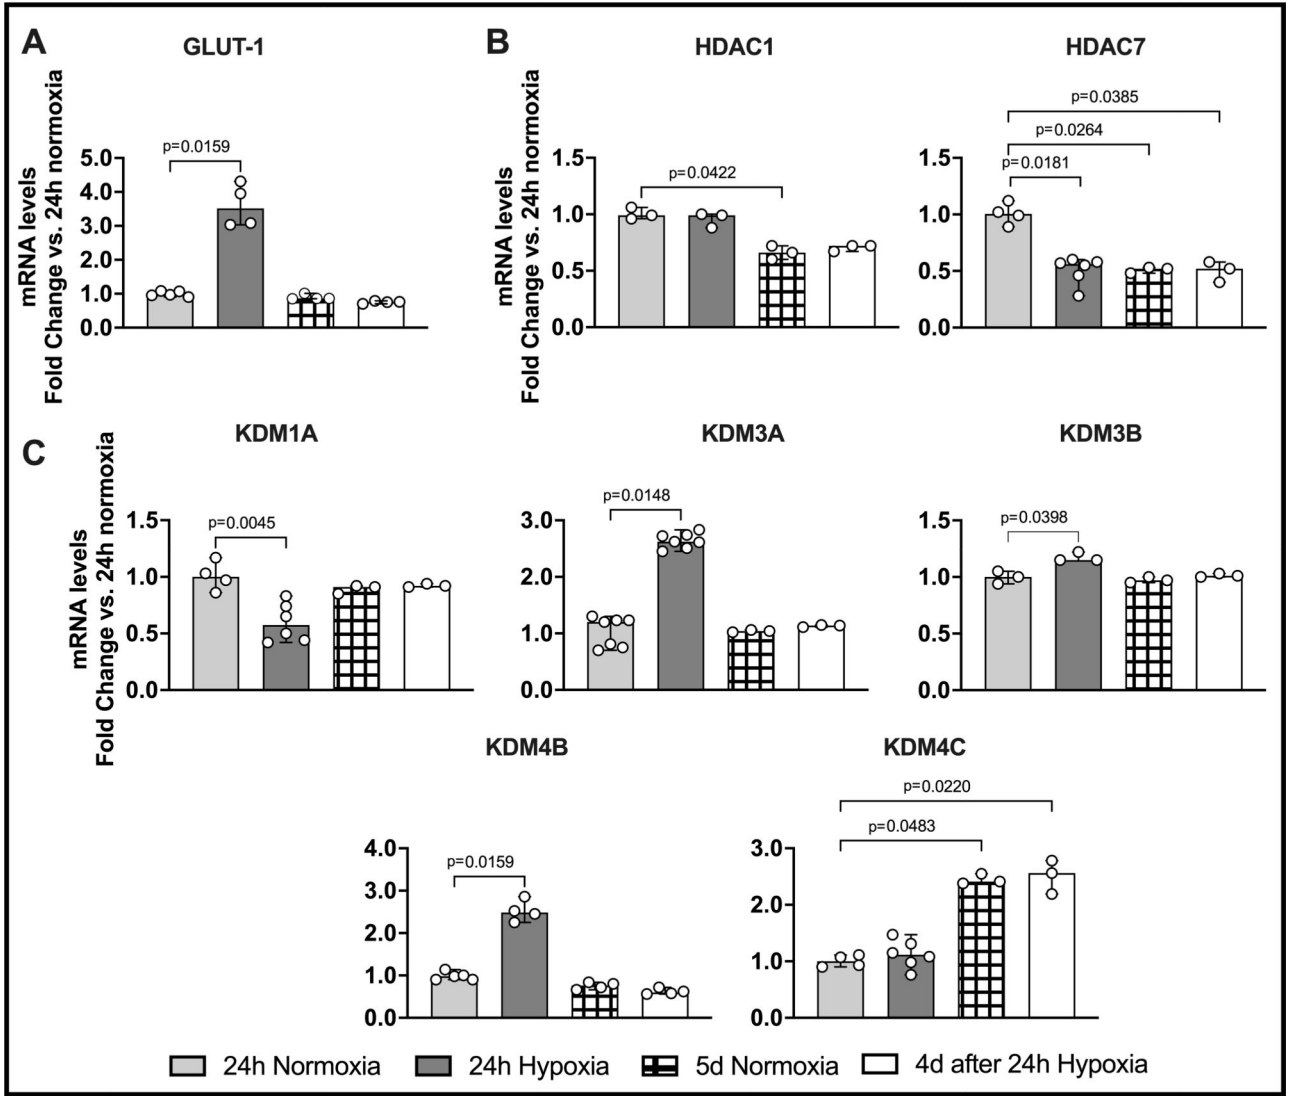 A
GLUT-1
mRNA levels
Fold Change vs. 24h normoxia
p=0.0159
5.0
4.0
3.0
2.0
1.0
0.0
B
HDAC1
mRNA levels
Fold Change vs. 24h normoxia
p=0.0422
1.5
1.0
0.5
0.0
HDAC7
p=0.0385
p=0.0264
p=0.0181
1.5
1.0
0.5
0.0
C
KDM1A
mRNA levels
Fold Change vs. 24h normoxia
p=0.0045
1.5
1.0
0.5
0.0
KDM3A
p=0.0148
3.0
2.0
1.0
0.0
KDM3B
p=0.0398
1.5
1.0
0.5
0.0
KDM4B
p=0.0159
4.0
3.0
2.0
1.0
0.0
KDM4C
p=0.0220
p=0.0483
3.0
2.0
1.0
0.0
24h Normoxia
24h Hypoxia
5d Normoxia
4d after 24h Hypoxia